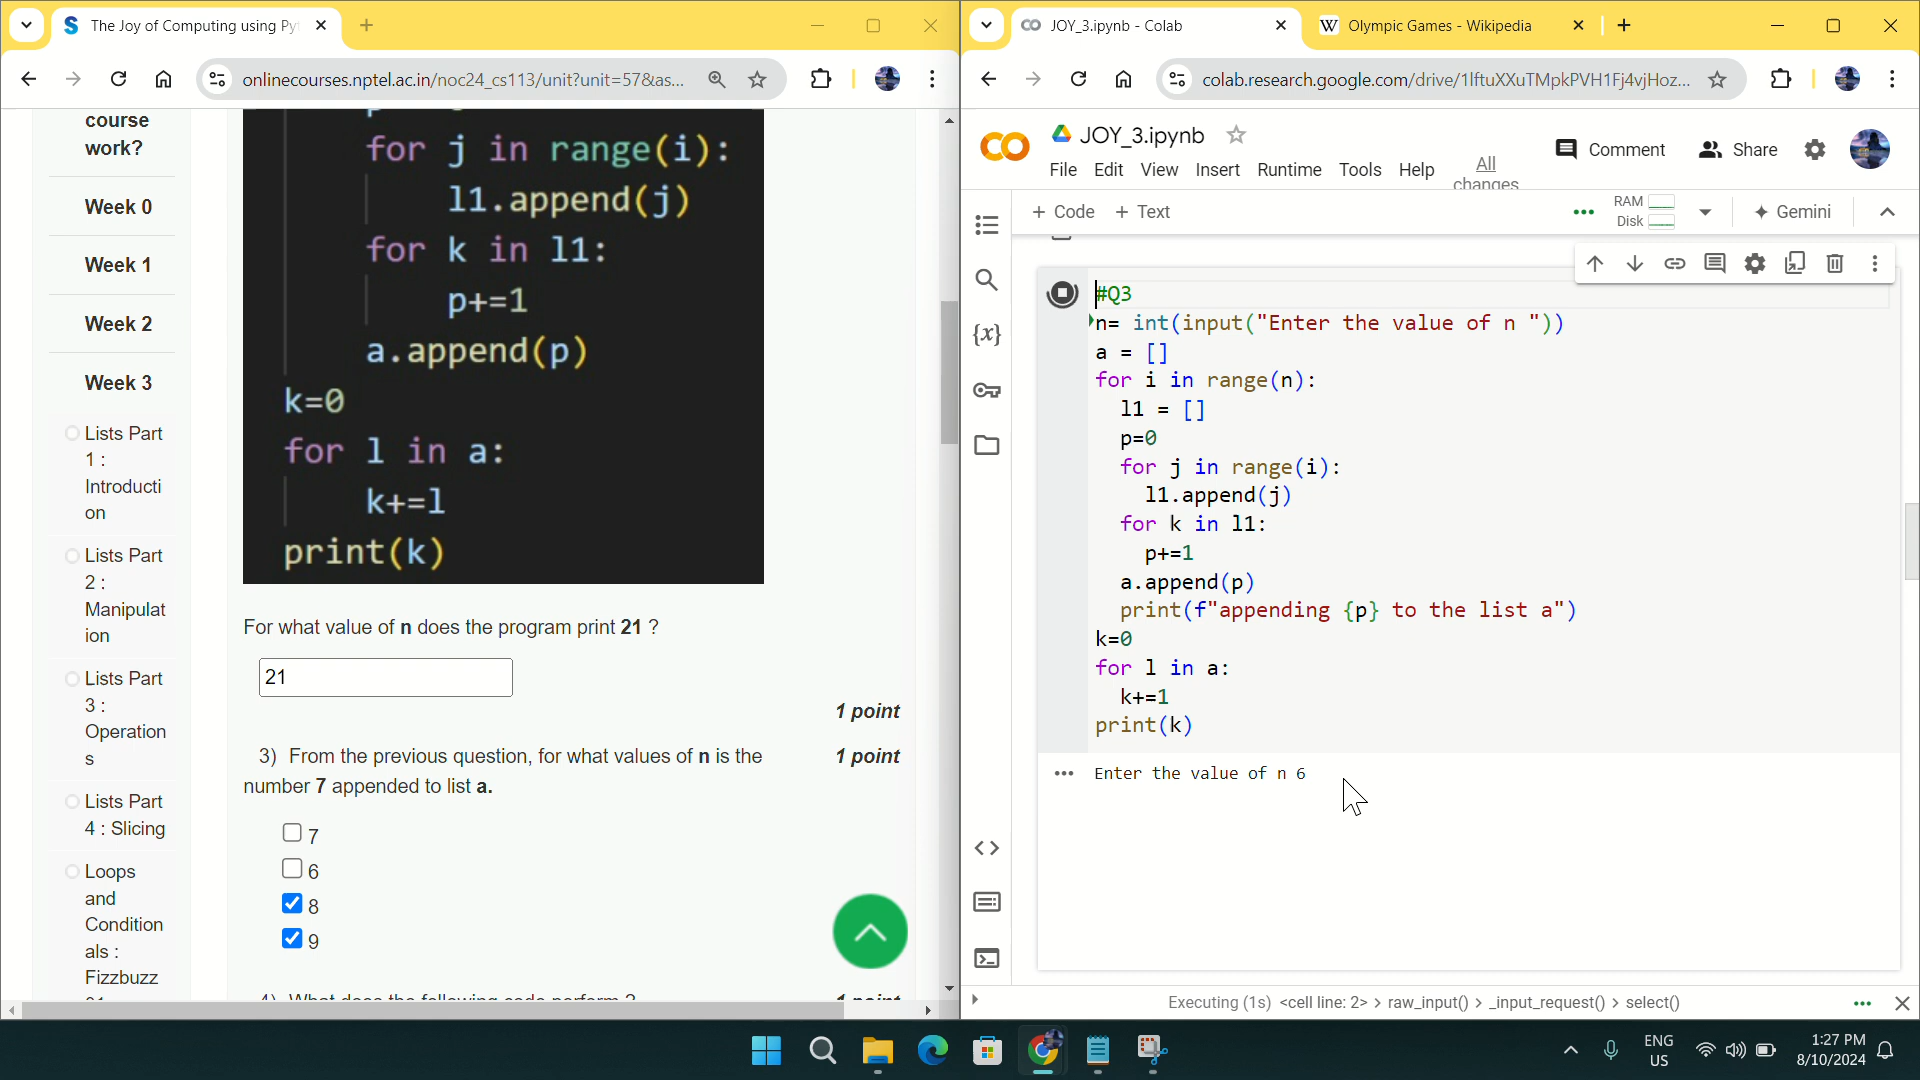 The Joy of Computing using Py
onlinecourses.nptel.ac.in/noc24_cs113/unit?unit=57&as...
course
work?
Week 0
Week 1
Week 2
Week 3
Lists Part
1 :
Introducti
on
Lists Part
2 :
Manipulat
ion
Lists Part
3 :
Operation
s
Lists Part
4 : Slicing
Loops
and
Condition
als :
Fizzbuzz
for j in range(i):
l1.append(j)
for k in l1:
p+=1
a.append(p)
k=0
for l in a:
k+=l
print(k)
For what value of n does the program print 21 ?
21
1 point
3) From the previous question, for what values of n is the
number 7 appended to list a.
1 point
7
6
8
9
4) What does the following code perform ?
1 point
JOY_3.ipynb - Colab
Olympic Games - Wikipedia
colab.research.google.com/drive/1lftuXXuTMpkPVH1Fj4vjHoz...
JOY_3.ipynb
File Edit View Insert Runtime Tools Help
All
changes
Comment
Share
+ Code + Text
RAM
Disk
Gemini
#Q3
n= int(input("Enter the value of n "))
a = []
for i in range(n):
l1 = []
p=0
for j in range(i):
l1.append(j)
for k in l1:
p+=1
a.append(p)
print(f"appending {p} to the list a")
k=0
for l in a:
k+=1
print(k)
Enter the value of n 6
Executing (1s) <cell line: 2> > raw_input() > _input_request() > select()
ENG
US
1:27 PM
8/10/2024